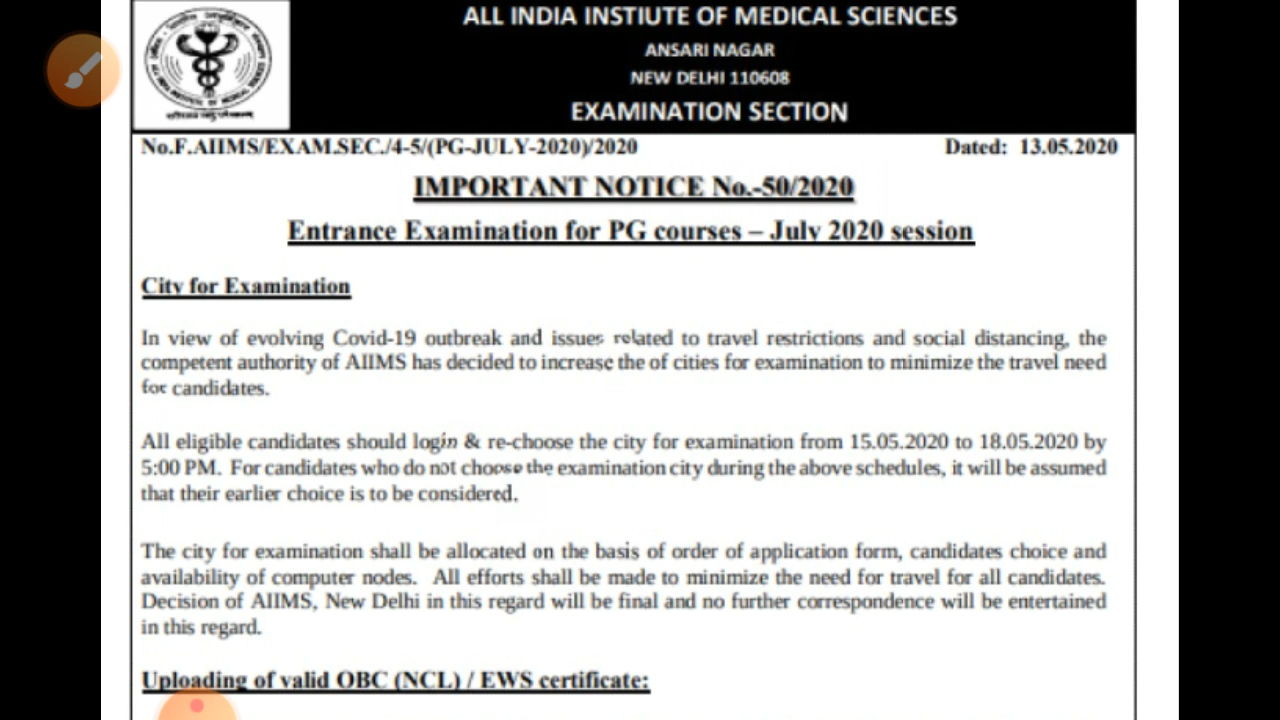 ALL INDIA INSTIUTE OF MEDICAL SCIENCES
ANSARI NAGAR
NEW DELHI 110608
EXAMINATION SECTION
No.F.AIIMS/EXAM.SEC./4-5/(PG-JULY-2020)/2020 Dated: 13.05.2020
IMPORTANT NOTICE No.-50/2020
Entrance Examination for PG courses – July 2020 session
City for Examination
In view of evolving Covid-19 outbreak and issues related to travel restrictions and social distancing, the
competent authority of AIIMS has decided to increase the of cities for examination to minimize the travel need
for candidates.
All eligible candidates should login & re-choose the city for examination from 15.05.2020 to 18.05.2020 by
5:00 PM. For candidates who do not choose the examination city during the above schedules, it will be assumed
that their earlier choice is to be considered.
The city for examination shall be allocated on the basis of order of application form, candidates choice and
availability of computer nodes. All efforts shall be made to minimize the need for travel for all candidates.
Decision of AIIMS, New Delhi in this regard will be final and no further correspondence will be entertained
in this regard.
Uploading of valid OBC (NCL) / EWS certificate: